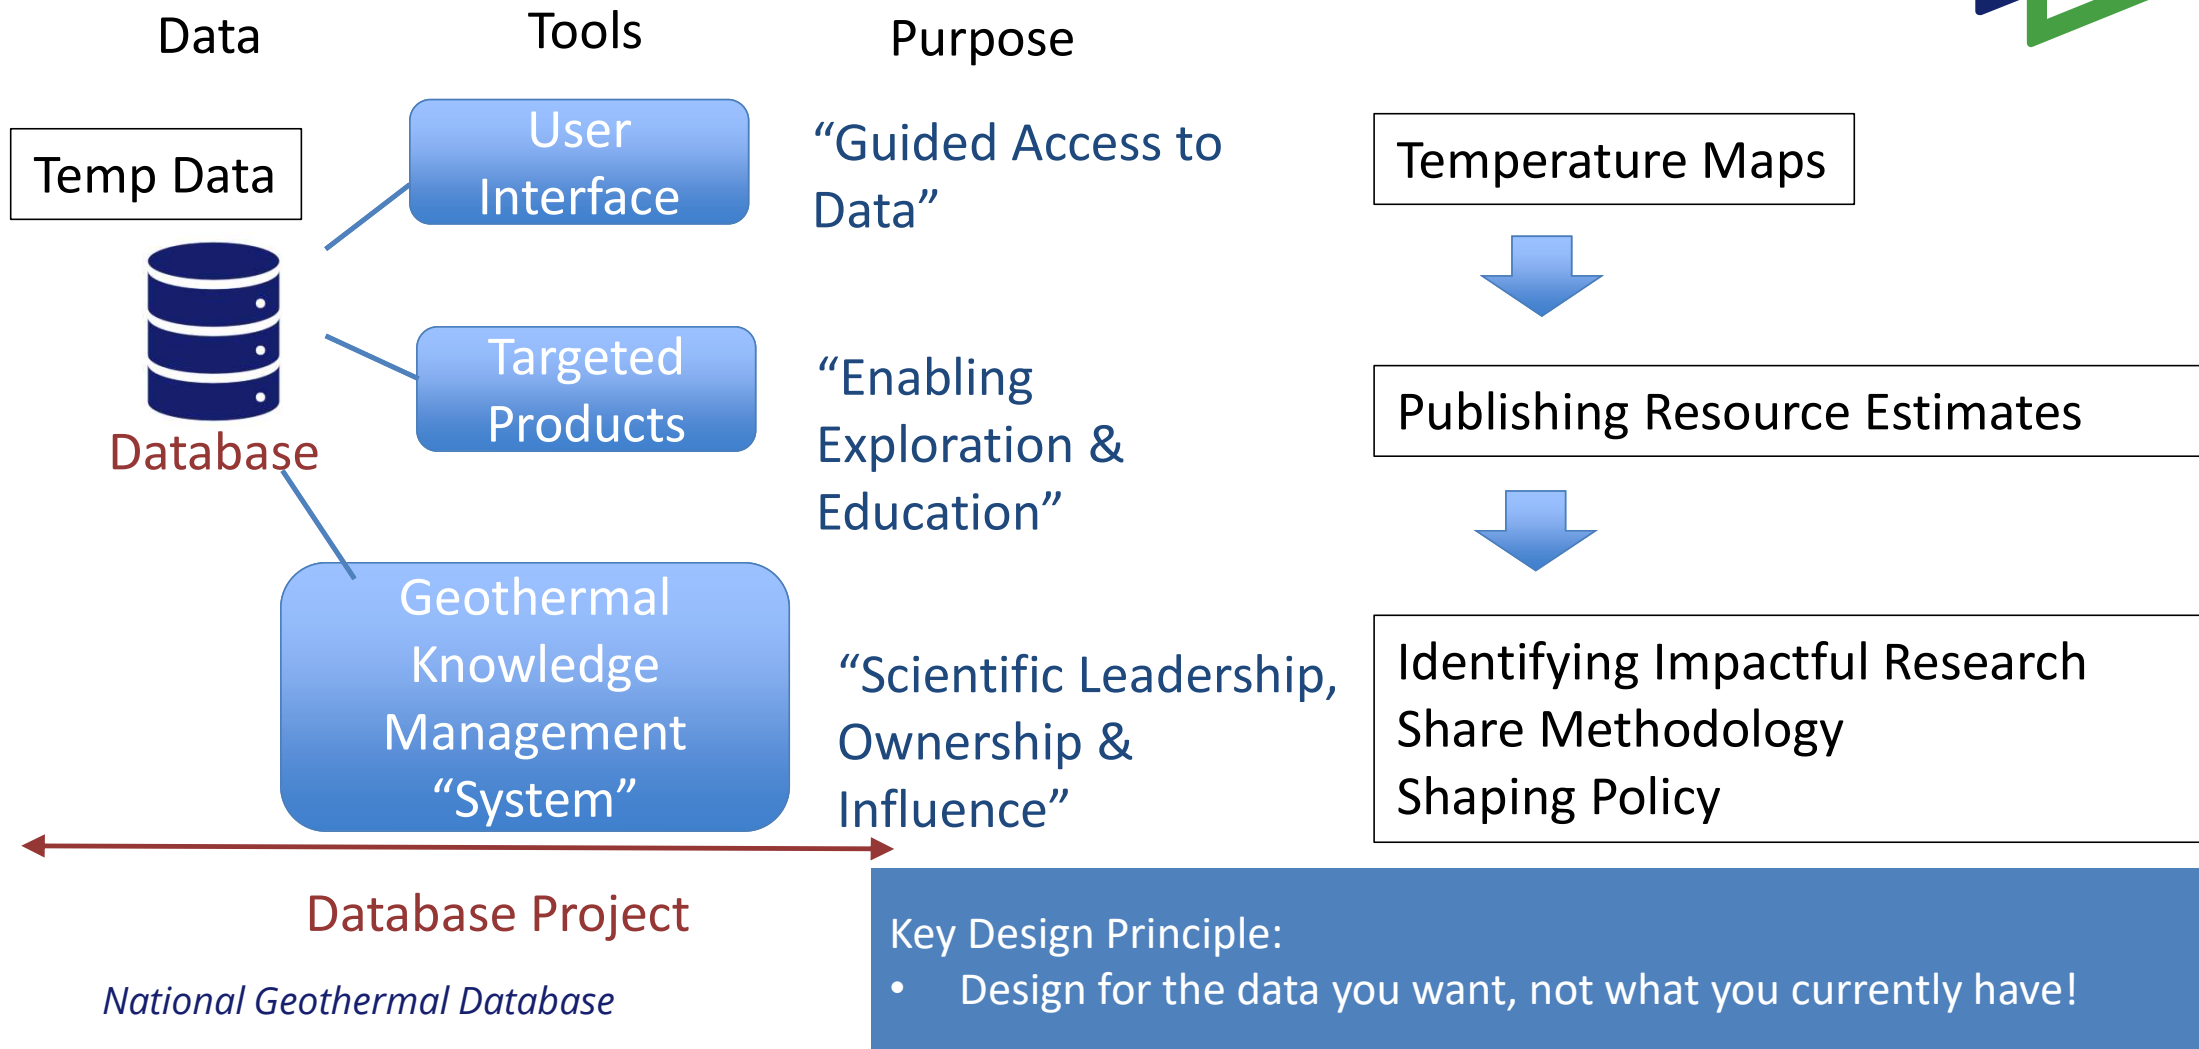 Data
Tools
Purpose
Temp Data
Database
User
Interface
“Guided Access to
Data”
Temperature Maps
Targeted
Products
“Enabling
Exploration &
Education”
Publishing Resource Estimates
Geothermal
Knowledge
Management
“System”
“Scientific Leadership,
Ownership &
Influence”
Identifying Impactful Research
Share Methodology
Shaping Policy
Database Project
National Geothermal Database
Key Design Principle:
• Design for the data you want, not what you currently have!